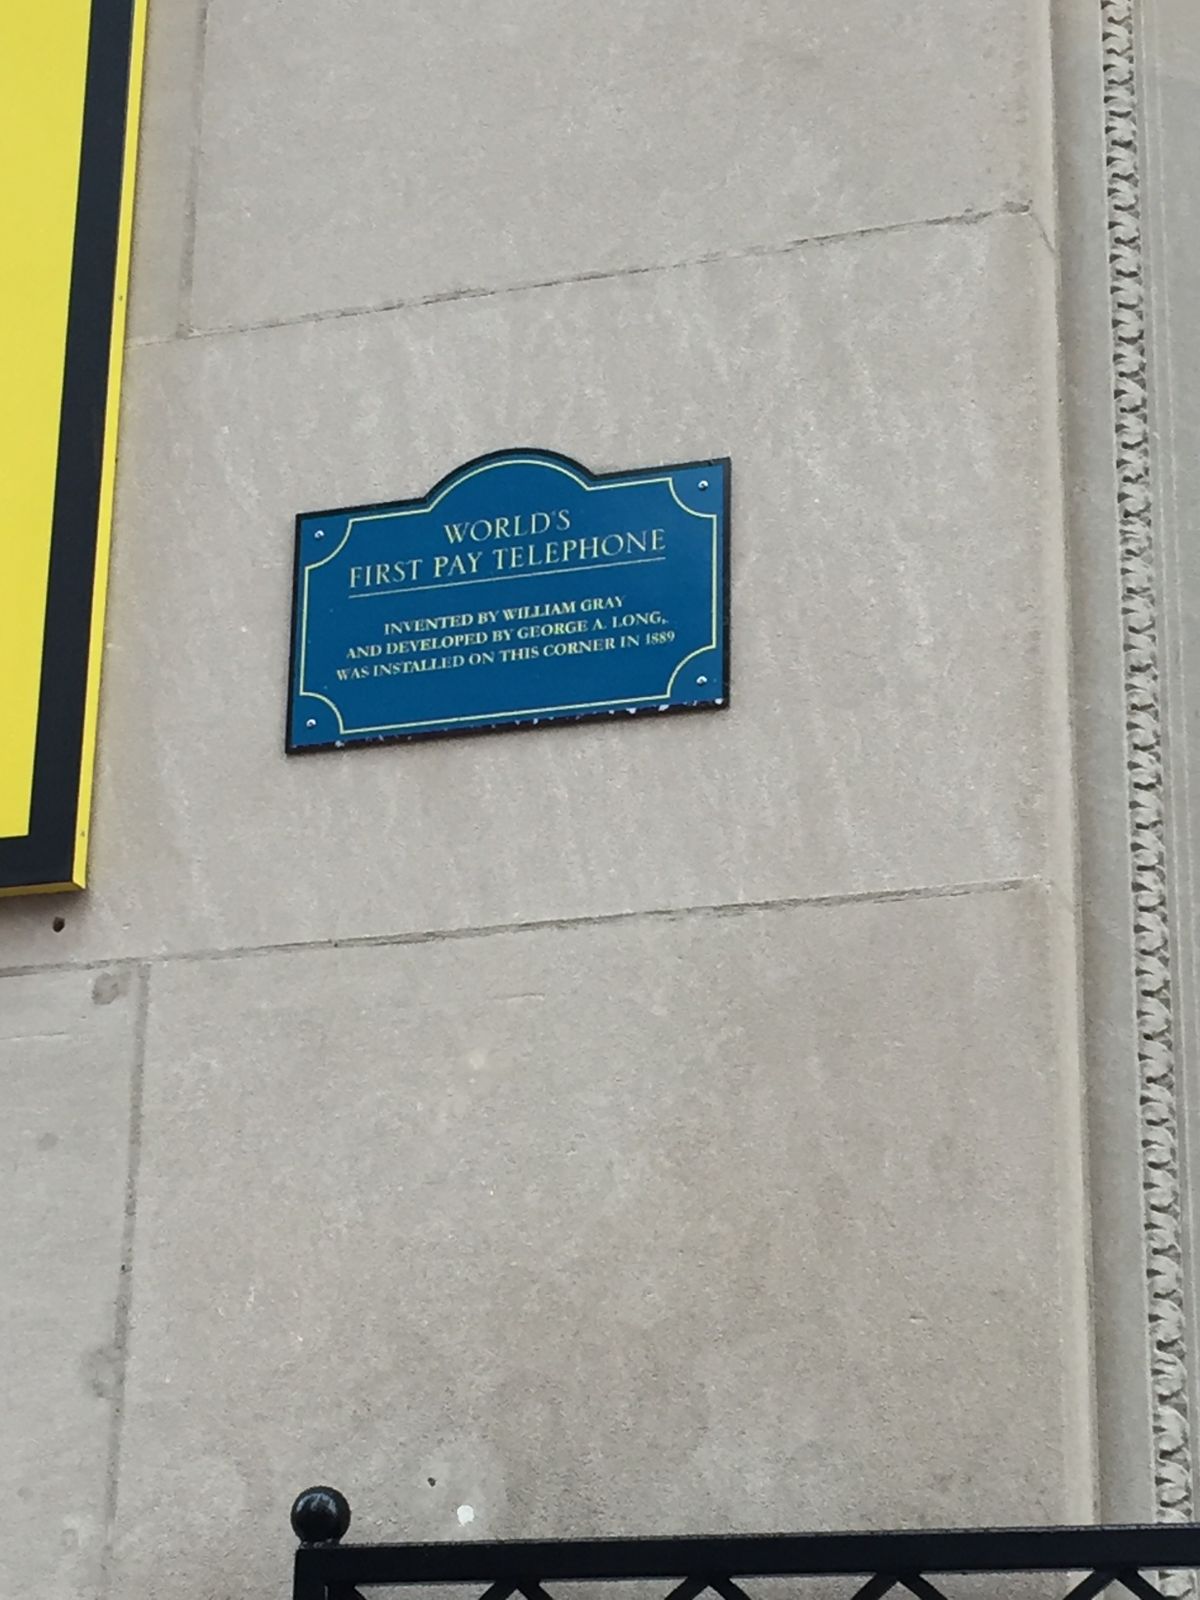 WORLD'S
FIRST PAY TELEPHONE
INVENTED BY WILLIAM GRAY
AND DEVELOPED BY GEORGE A. LONG,
WAS INSTALLED ON THIS CORNER IN 1889